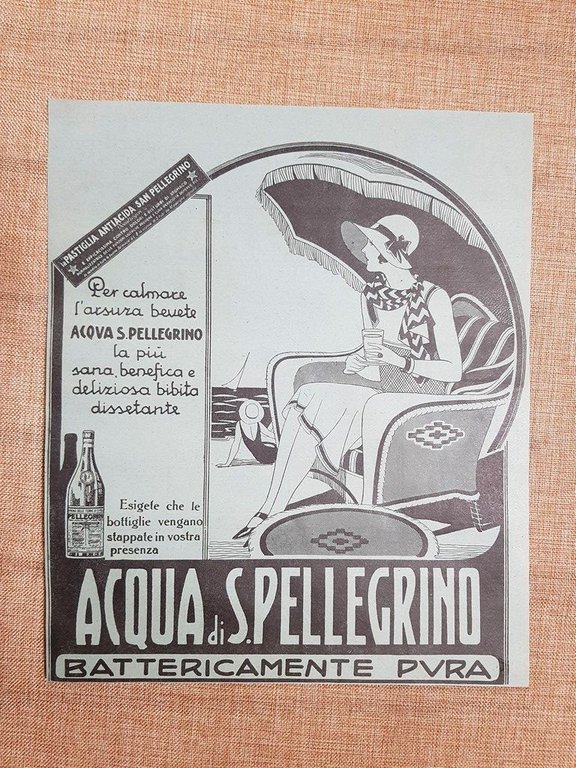 la PASTIGLIA ANTIACIDA SAN PELLEGRINO
Per calmare
l'arsura bevete
ACQVA S.PELLEGRINO
la più
sana, benefica e
deliziosa bibita
dissetante
PELLEGRINO
Esigete che le
bottiglie vengano
stappate in vostra
presenza
ACQUA di S.PELLEGRINO
BATTERICAMENTE PVRA